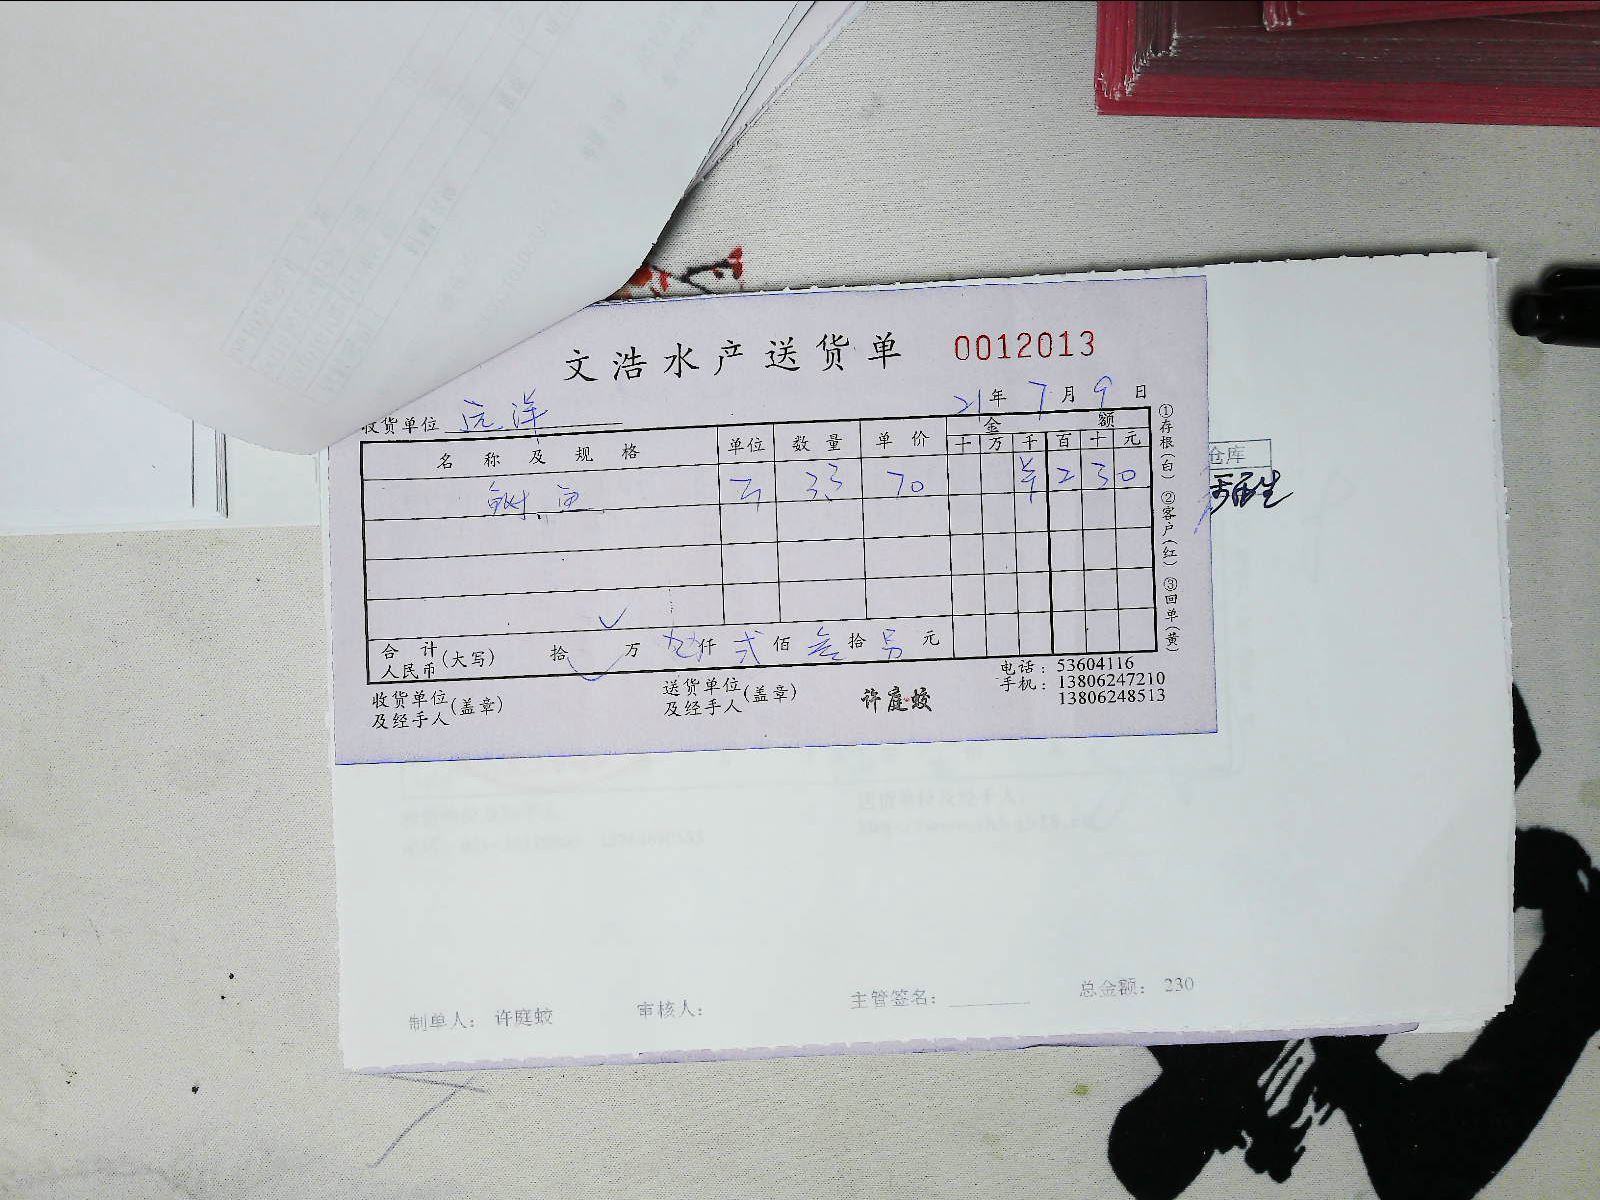 文浩水产送货单 0012013
收货单位 远洋 21年 7月 9日
名称及规格 单位 数量 单价 金额
十 万 千 百 十 元
斤 3.3 70 ¥ 2 3 0
合计人民币(大写) 拾 万 仟 贰佰 叁拾 另元
收货单位及经手人(盖章) 送货单位及经手人(盖章) 许庭蛟
电话：53604116
手机：13806247210
13806248513
①存根(白) ②客户(红) ③回单(黄)
仓库
制单人： 许庭蛟 审核人： 主管签名： 总金额： 230